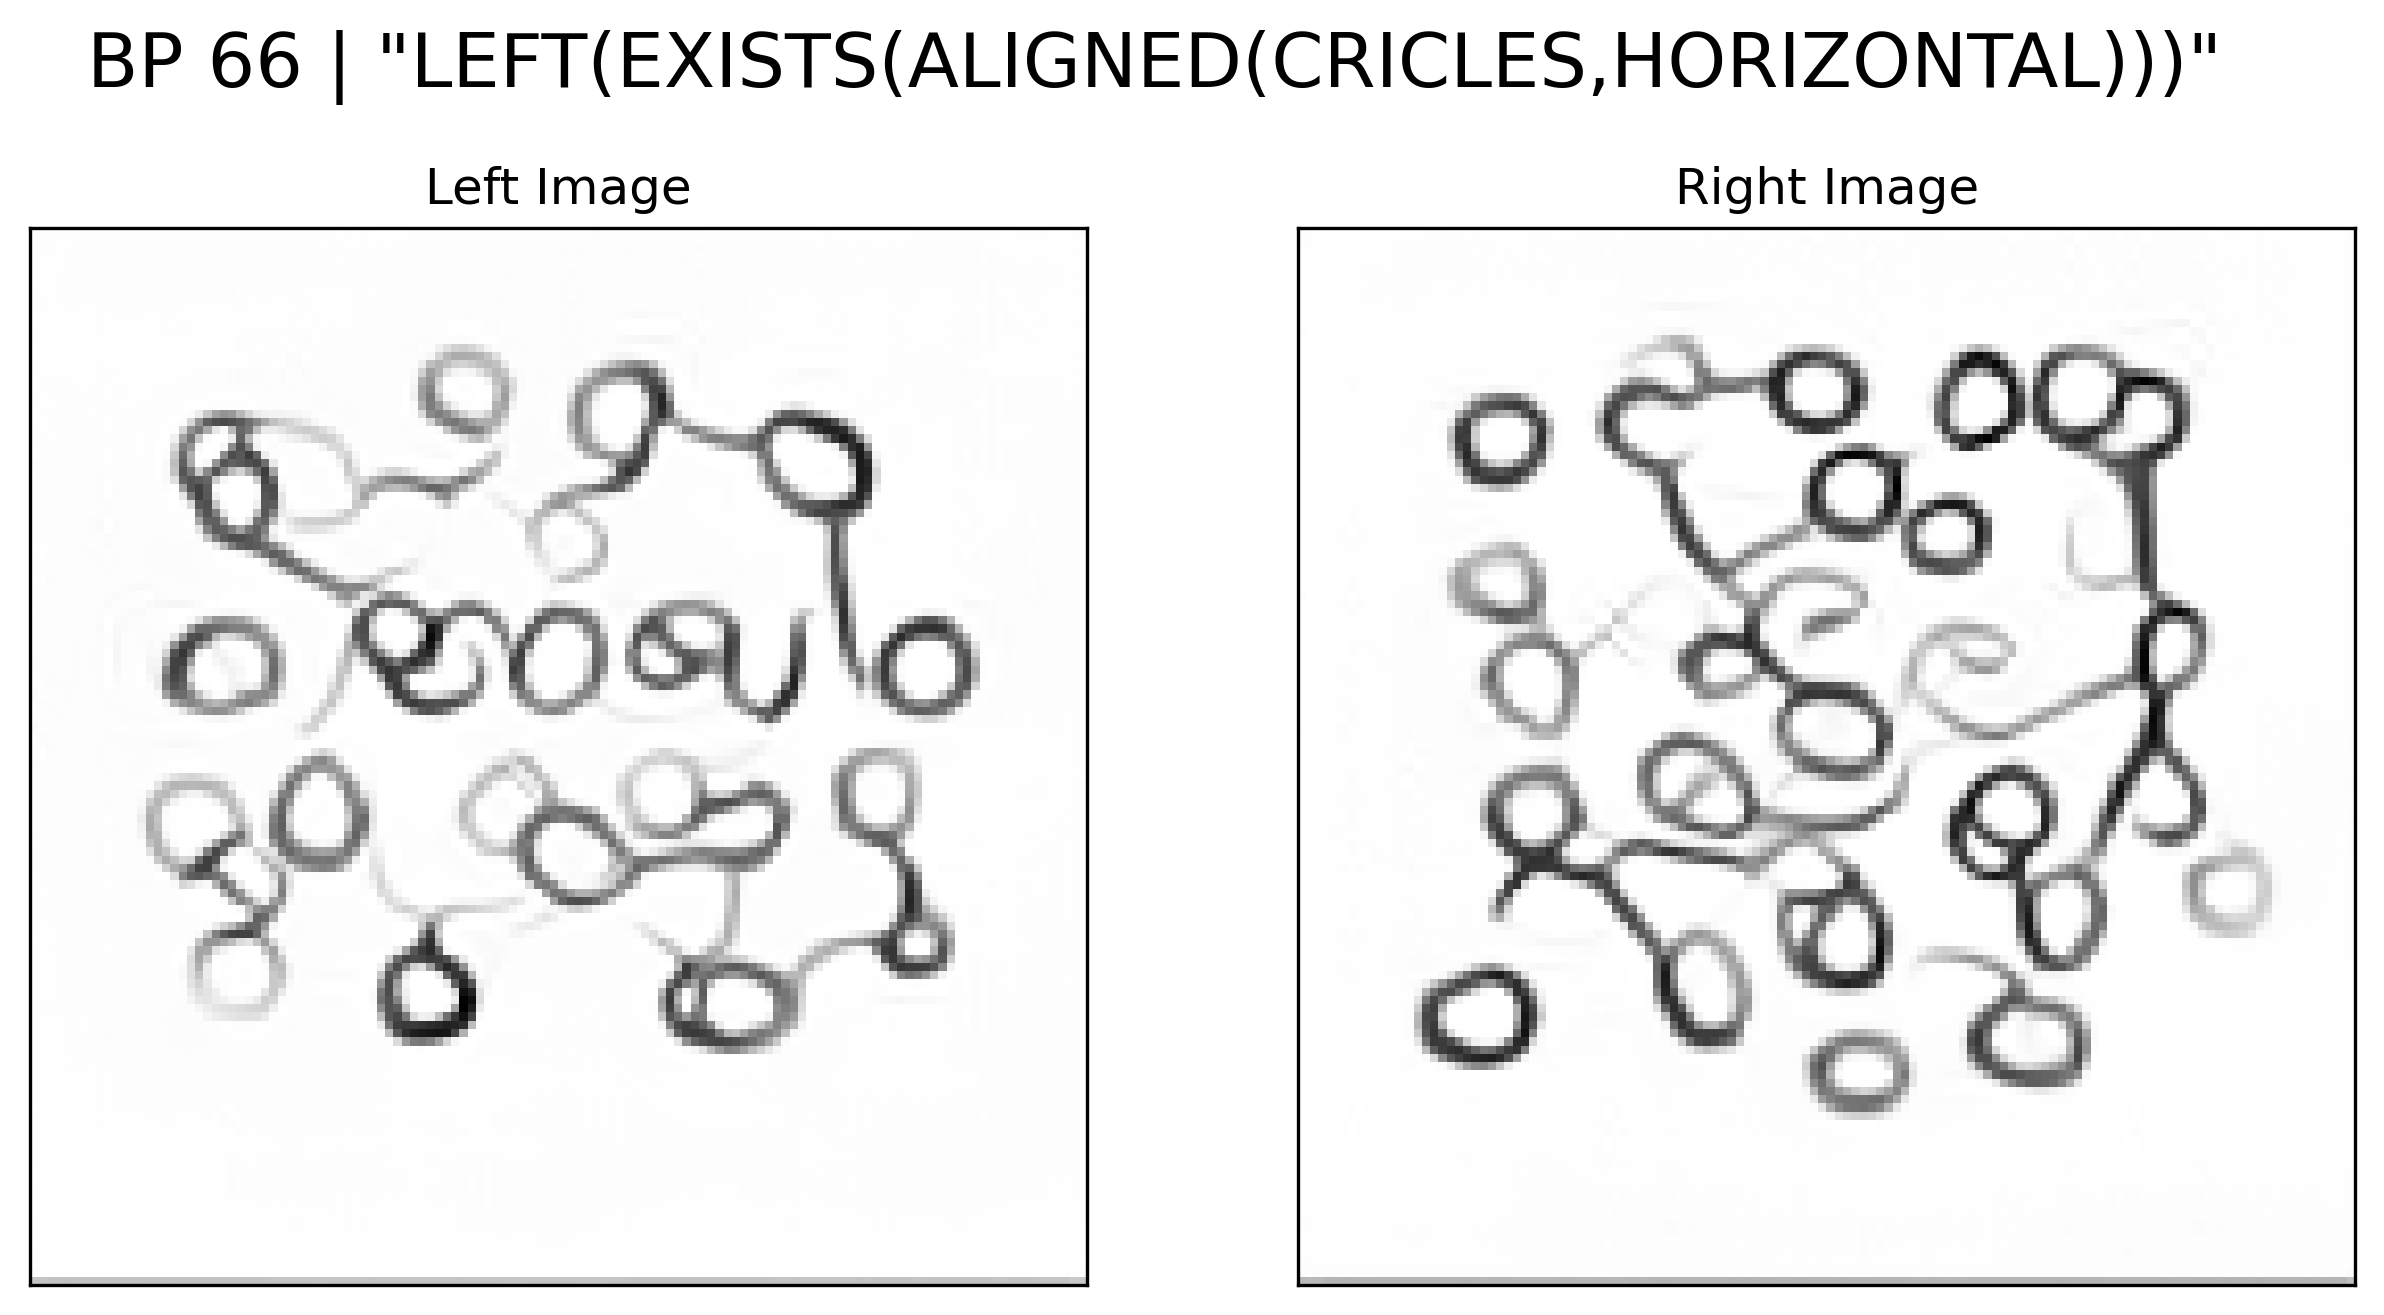 BP 66 | "LEFT(EXISTS(ALIGNED(CRICLES,HORIZONTAL)))"
Left Image
Right Image